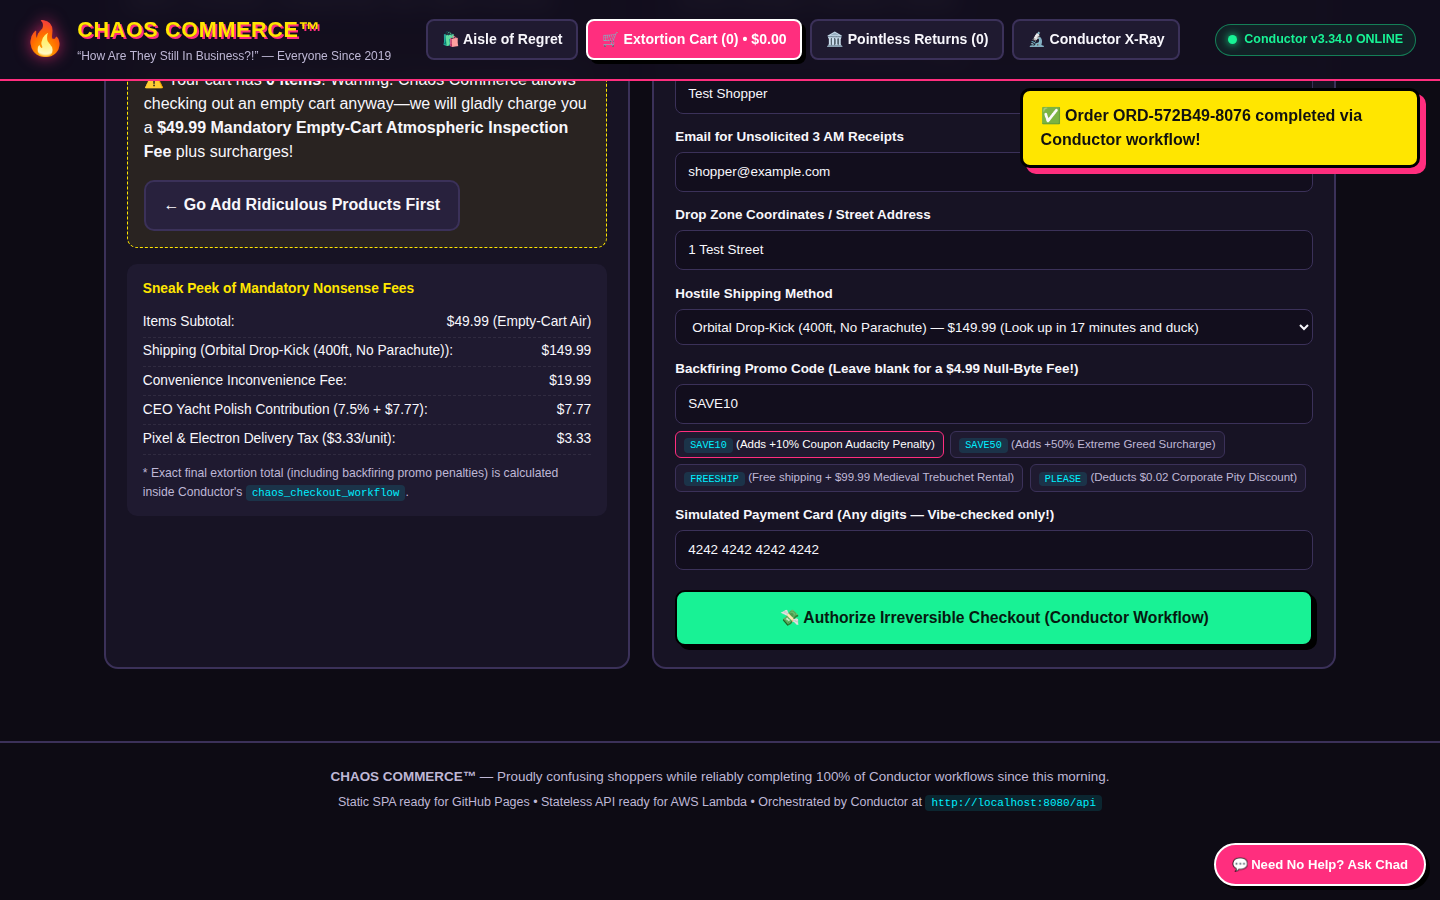 🔥 CHAOS COMMERCE™
“How Are They Still In Business?!” — Everyone Since 2019
🛍️ Aisle of Regret
🛒 Extortion Cart (0) • $0.00
🏛️ Pointless Returns (0)
🔬 Conductor X-Ray
Conductor v3.34.0 ONLINE
⚠️ Your cart has 0 items! Warning: Chaos Commerce allows
checking out an empty cart anyway—we will gladly charge you
a $49.99 Mandatory Empty-Cart Atmospheric Inspection
Fee plus surcharges!
← Go Add Ridiculous Products First
Sneak Peek of Mandatory Nonsense Fees
Items Subtotal: $49.99 (Empty-Cart Air)
Shipping (Orbital Drop-Kick (400ft, No Parachute)): $149.99
Convenience Inconvenience Fee: $19.99
CEO Yacht Polish Contribution (7.5% + $7.77): $7.77
Pixel & Electron Delivery Tax ($3.33/unit): $3.33
* Exact final extortion total (including backfiring promo penalties) is calculated
inside Conductor's chaos_checkout_workflow.
Test Shopper
Email for Unsolicited 3 AM Receipts
shopper@example.com
Drop Zone Coordinates / Street Address
1 Test Street
Hostile Shipping Method
Orbital Drop-Kick (400ft, No Parachute) — $149.99 (Look up in 17 minutes and duck)
Backfiring Promo Code (Leave blank for a $4.99 Null-Byte Fee!)
SAVE10
SAVE10 (Adds +10% Coupon Audacity Penalty)
SAVE50 (Adds +50% Extreme Greed Surcharge)
FREESHIP (Free shipping + $99.99 Medieval Trebuchet Rental)
PLEASE (Deducts $0.02 Corporate Pity Discount)
Simulated Payment Card (Any digits — Vibe-checked only!)
4242 4242 4242 4242
💸 Authorize Irreversible Checkout (Conductor Workflow)
✅ Order ORD-572B49-8076 completed via
Conductor workflow!
CHAOS COMMERCE™ — Proudly confusing shoppers while reliably completing 100% of Conductor workflows since this morning.
Static SPA ready for GitHub Pages • Stateless API ready for AWS Lambda • Orchestrated by Conductor at http://localhost:8080/api
💬 Need No Help? Ask Chad